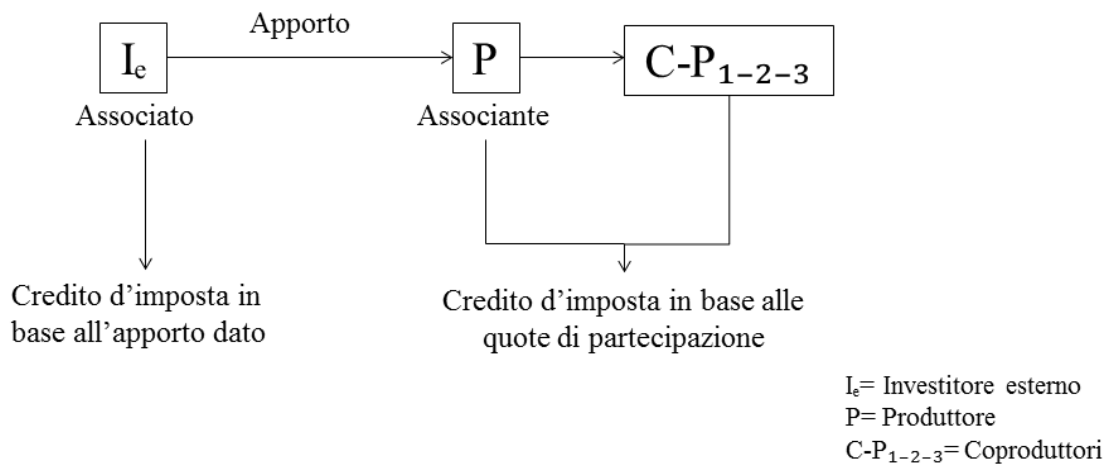 Apporto
Iₑ
P
C-P₁₋₂₋₃
Associato
Associante
Credito d'imposta in
base all'apporto dato
Credito d'imposta in base alle
quote di partecipazione
Iₑ= Investitore esterno
P= Produttore
C-P₁₋₂₋₃= Coproduttori